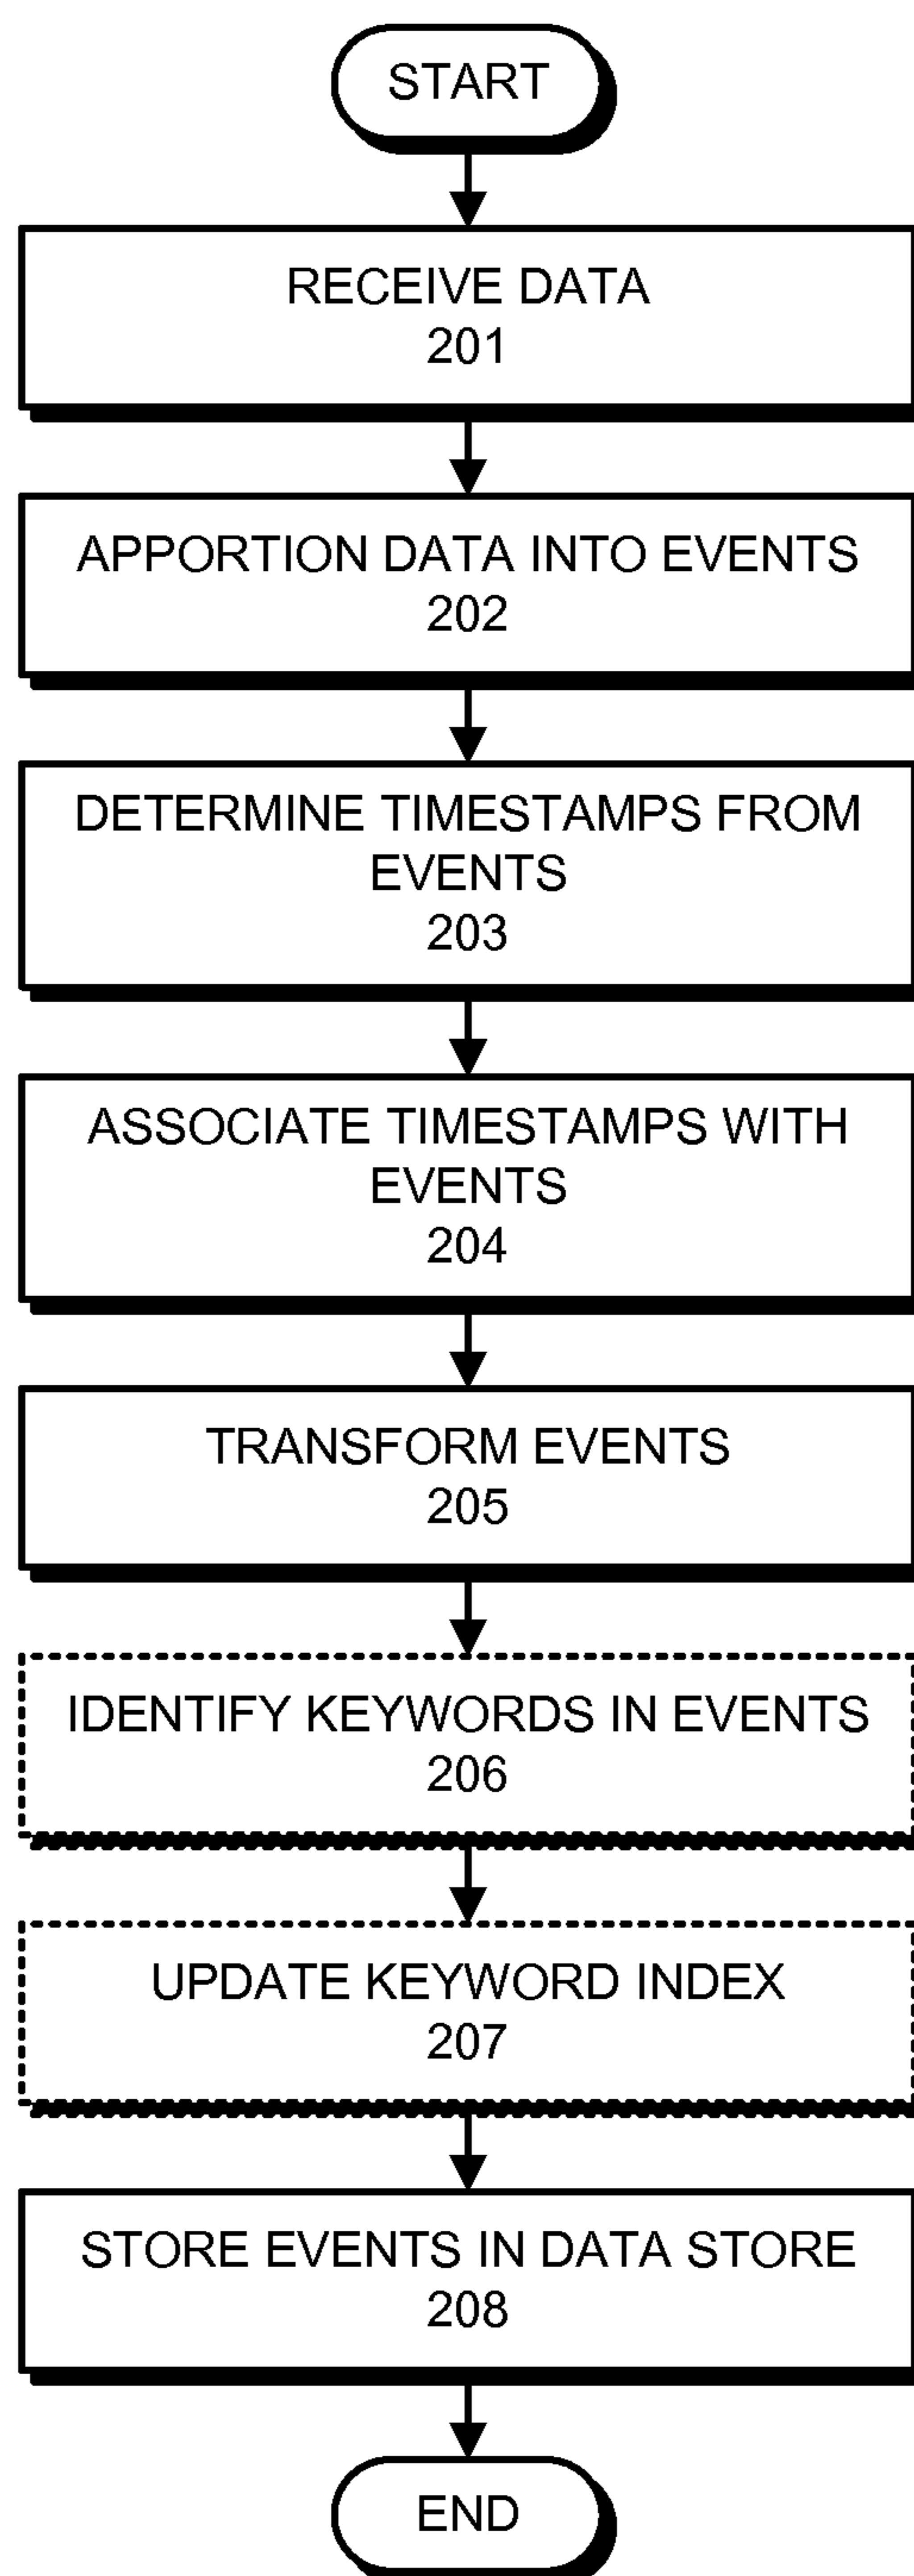 START
RECEIVE DATA
201
APPORTION DATA INTO EVENTS
202
DETERMINE TIMESTAMPS FROM
EVENTS
203
ASSOCIATE TIMESTAMPS WITH
EVENTS
204
TRANSFORM EVENTS
205
IDENTIFY KEYWORDS IN EVENTS
206
UPDATE KEYWORD INDEX
207
STORE EVENTS IN DATA STORE
208
END